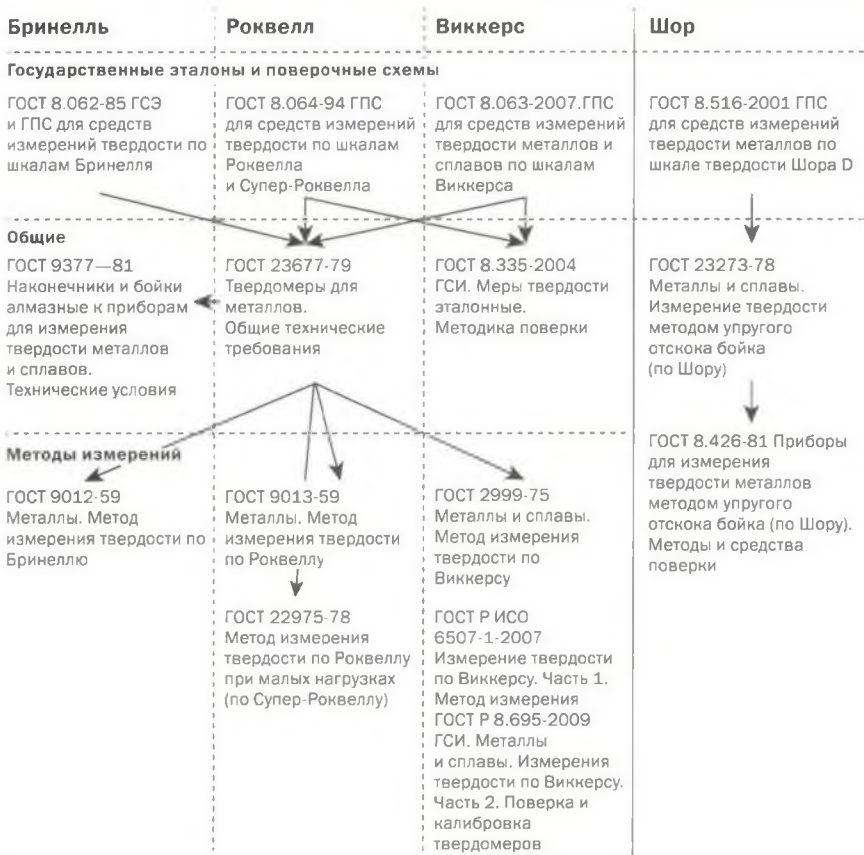 Бринелль
Роквелл
Виккерс
Шор
Государственные эталоны и поверочные схемы
ГОСТ 8.062-85 ГСЭ
и ГПС для средств
измерений твердости по
шкалам Бринелля
ГОСТ 8.064-94 ГПС
для средств измерений
твердости по шкалам
Роквелла
и Супер-Роквелла
ГОСТ 8.063-2007.ГПС
для средств измерений
твердости металлов и
сплавов по шкалам
Виккерса
ГОСТ 8.516-2001 ГПС
для средств измерений
твердости металлов по
шкале твердости Шора D
Общие
ГОСТ 9377—81
Наконечники и бойки
алмазные к приборам
для измерения
твердости металлов
и сплавов.
Технические условия
ГОСТ 23677-79
Твердомеры для
металлов.
Общие технические
требования
ГОСТ 8.335-2004
ГСИ. Меры твердости
эталонные.
Методика поверки
ГОСТ 23273-78
Металлы и сплавы.
Измерение твердости
методом упругого
отскока бойка
(по Шору)
ГОСТ 8.426-81 Приборы
для измерения
твердости металлов
методом упругого
отскока бойка (по Шору).
Методы и средства
поверки
Методы измерений
ГОСТ 9012-59
Металлы. Метод
измерения твердости по
Бринеллю
ГОСТ 9013-59
Металлы. Метод
измерения твердости
по Роквеллу
ГОСТ 22975-78
Метод измерения
твердости по Роквеллу
при малых нагрузках
(по Супер-Роквеллу)
ГОСТ 2999-75
Металлы и сплавы.
Метод измерения
твердости по
Виккерсу
ГОСТ Р ИСО
6507-1-2007
Измерение твердости
по Виккерсу. Часть 1.
Метод измерения
ГОСТ Р 8.695-2009
ГСИ. Металлы
и сплавы. Измерения
твердости по Виккерсу.
Часть 2. Поверка и
калибровка
твердомеров